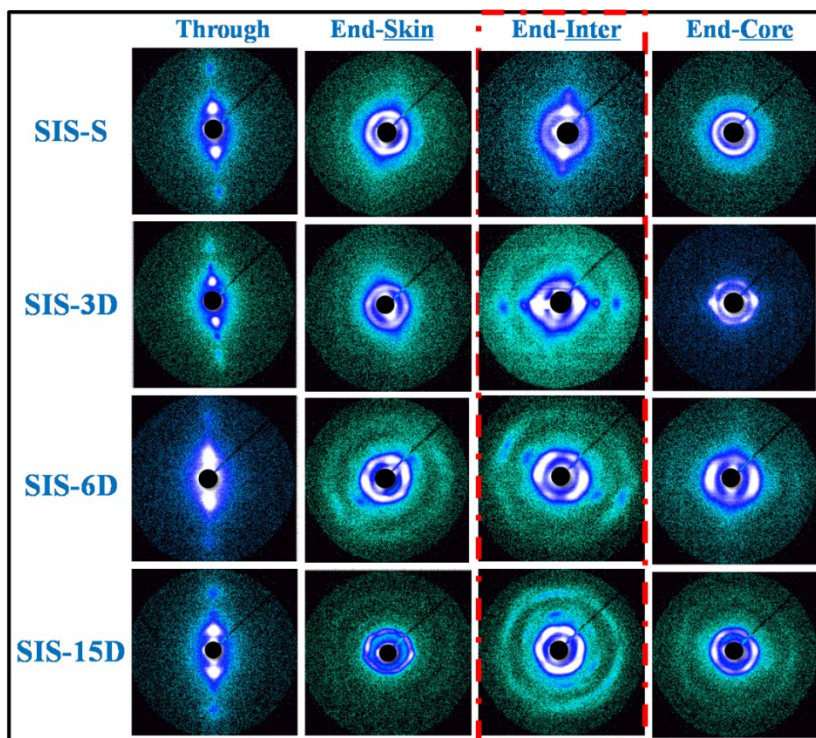 Through End-Skin End-Inter End-Core
SIS-S
SIS-3D
SIS-6D
SIS-15D